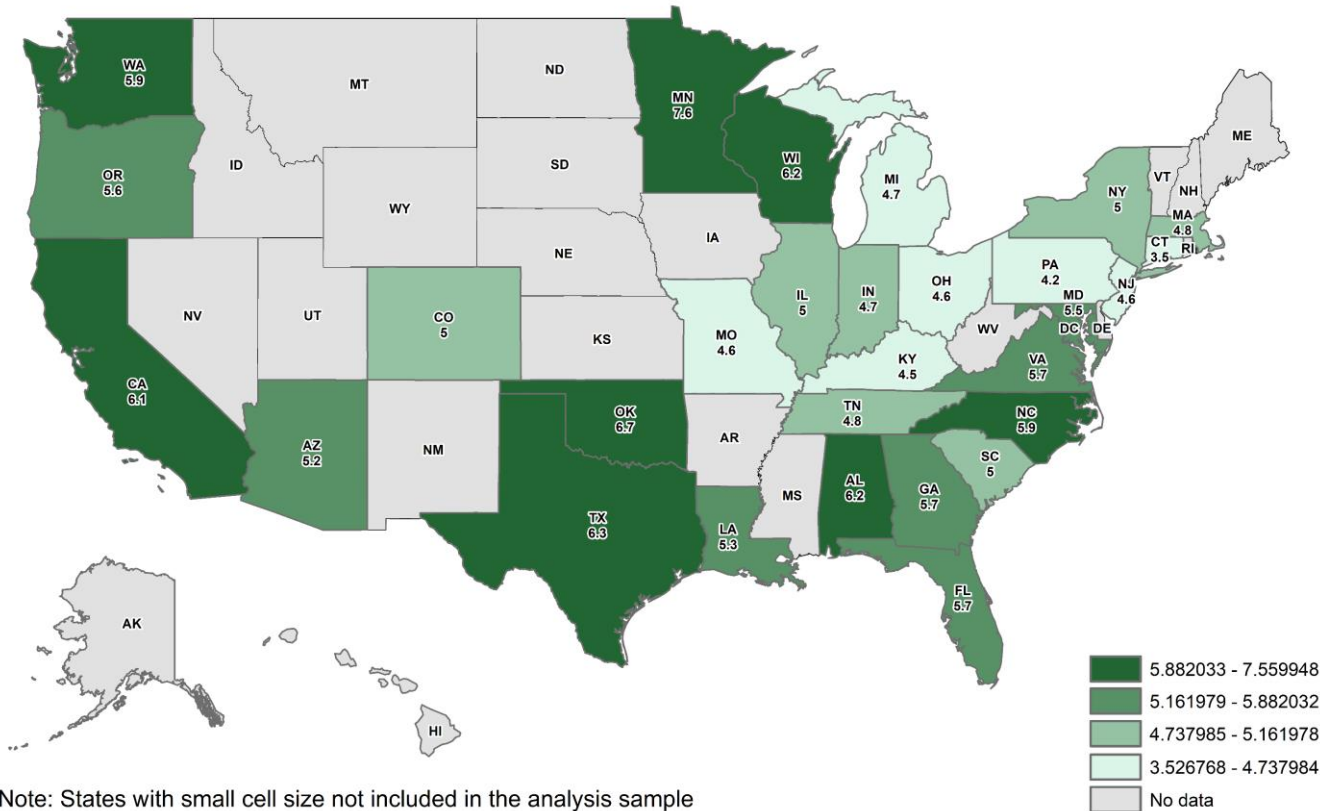 WA
5.9
MT
ND
MN
7.6
OR
5.6
ID
SD
WI
6.2
MI
4.7
ME
VT
NH
NY
5
MA
4.8
CT
3.5
RI
WY
IA
NE
PA
4.2
NJ
4.6
NV
UT
CO
5
KS
MO
4.6
IL
5
IN
4.7
OH
4.6
WV
MD
5.5
DC
DE
VA
5.7
KY
4.5
CA
6.1
AZ
5.2
NM
OK
6.7
AR
TN
4.8
NC
5.9
SC
5
TX
6.3
LA
5.3
MS
AL
6.2
GA
5.7
FL
5.7
AK
HI
5.882033 - 7.559948
5.161979 - 5.882032
4.737985 - 5.161978
3.526768 - 4.737984
No data
Note: States with small cell size not included in the analysis sample